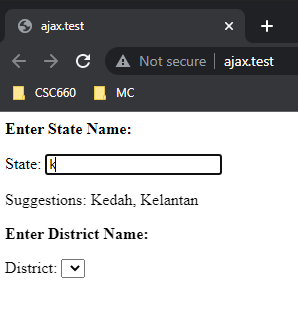 ajax.test
Not secure | ajax.test
CSC660 MC
Enter State Name:
State: k
Suggestions: Kedah, Kelantan
Enter District Name:
District: